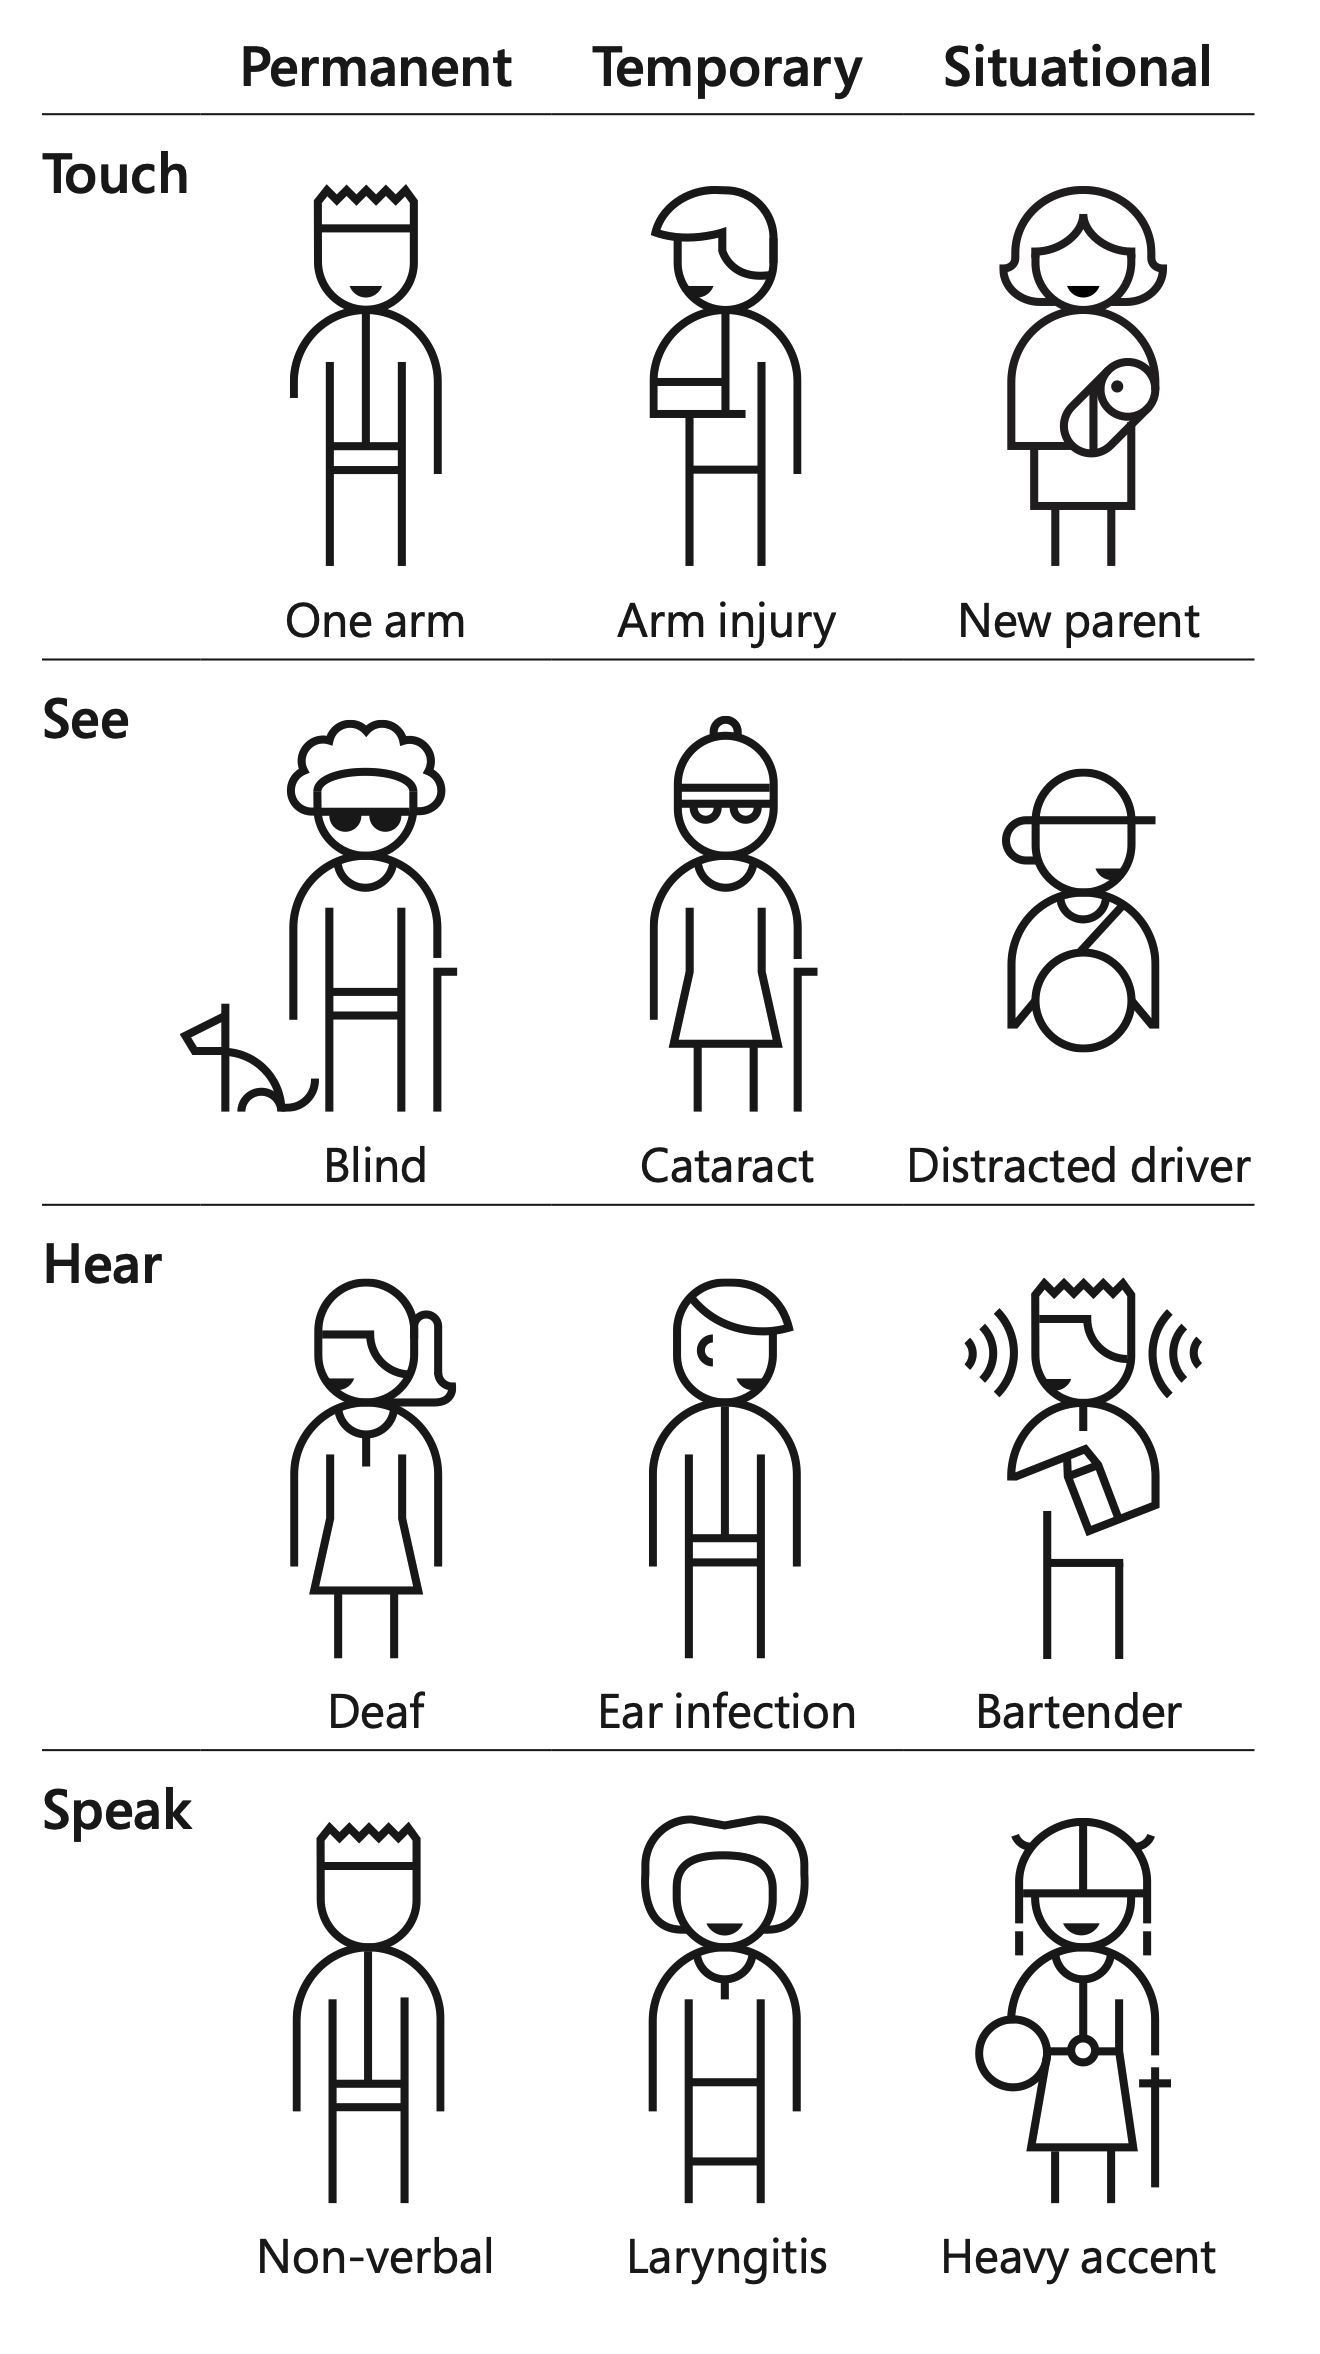 Permanent Temporary Situational
Touch
One arm Arm injury New parent
See
Blind Cataract Distracted driver
Hear
Deaf Ear infection Bartender
Speak
Non-verbal Laryngitis Heavy accent